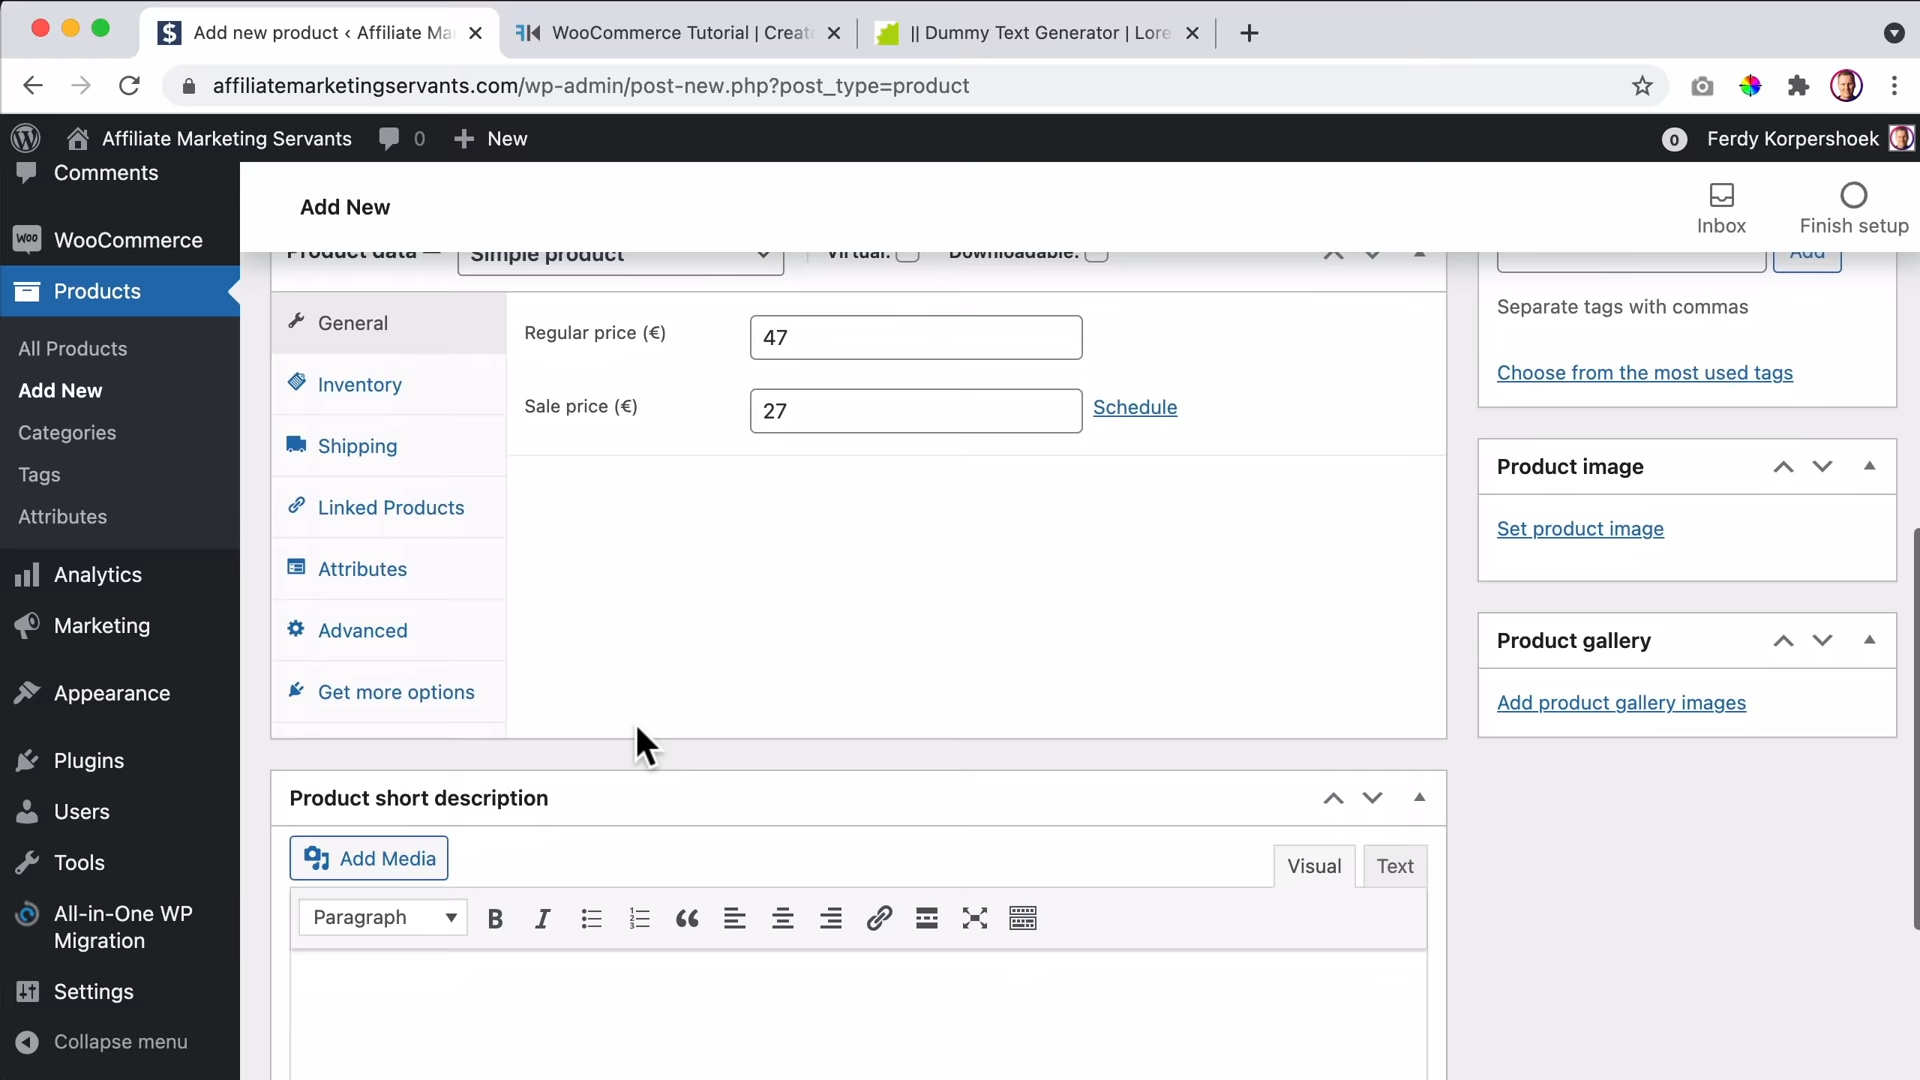 Add new product ‹ Affiliate Ma
WooCommerce Tutorial | Creat
|| Dummy Text Generator | Lore
affiliatemarketingservants.com/wp-admin/post-new.php?post_type=product
Affiliate Marketing Servants
0
New
0
Ferdy Korpershoek
Comments
WooCommerce
Products
All Products
Add New
Categories
Tags
Attributes
Analytics
Marketing
Appearance
Plugins
Users
Tools
All-in-One WP
Migration
Settings
Collapse menu
Add New
Inbox
Finish setup
Product data —
Simple product
Virtual:
Downloadable:
General
Inventory
Shipping
Linked Products
Attributes
Advanced
Get more options
Regular price (€)
47
Sale price (€)
27
Schedule
Product short description
Add Media
Visual
Text
Paragraph
Add
Separate tags with commas
Choose from the most used tags
Product image
Set product image
Product gallery
Add product gallery images